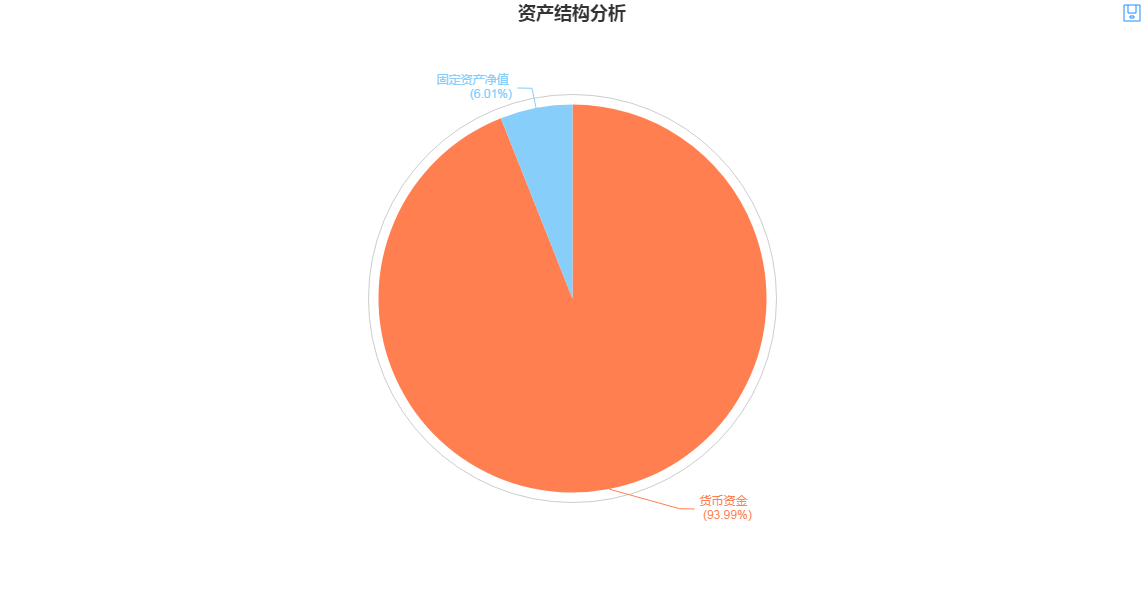 资产结构分析
固定资产净值
(6.01%)
货币资金
(93.99%)